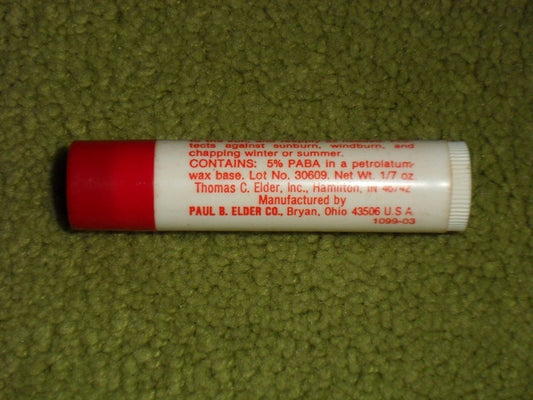 tects against sunburn, windburn, and
chapping winter or summer.
CONTAINS: 5% PABA in a petrolatum-
wax base. Lot No. 30609. Net Wt. 1/7 oz
Thomas C. Elder, Inc., Hamilton, IN 46742
Manufactured by
PAUL B. ELDER CO., Bryan, Ohio 43506 U.S.A.
1099-03